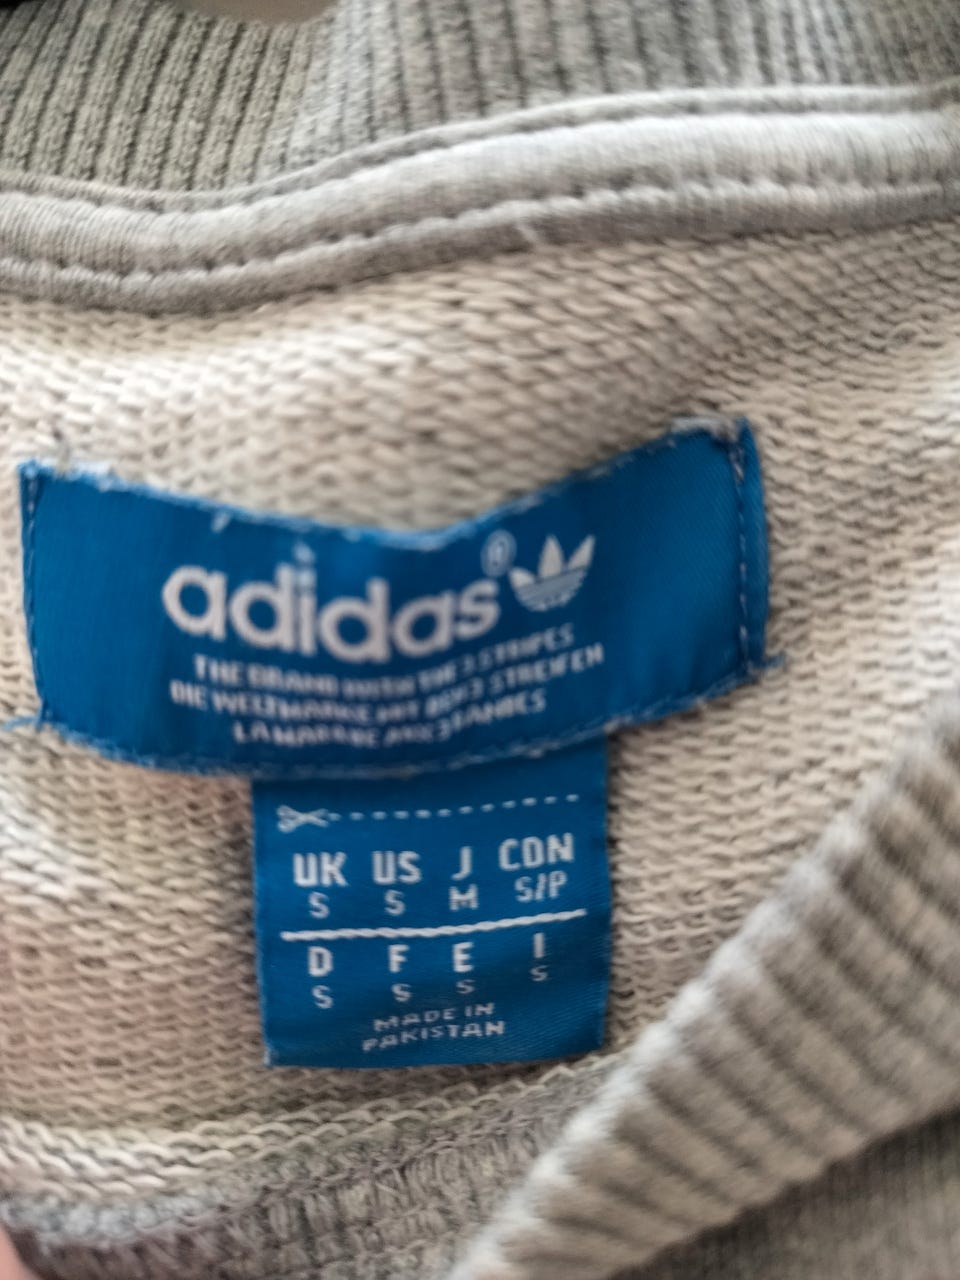 adidas®
THE BRAND WITH THE 3 STRIPES
DIE WELTMARKE MIT DEN 3 STREIFEN
LA MARQUE AUX 3 BANDES
UK US J CDN
S S M S/P
D F E I
S S S S
MADE IN
PAKISTAN